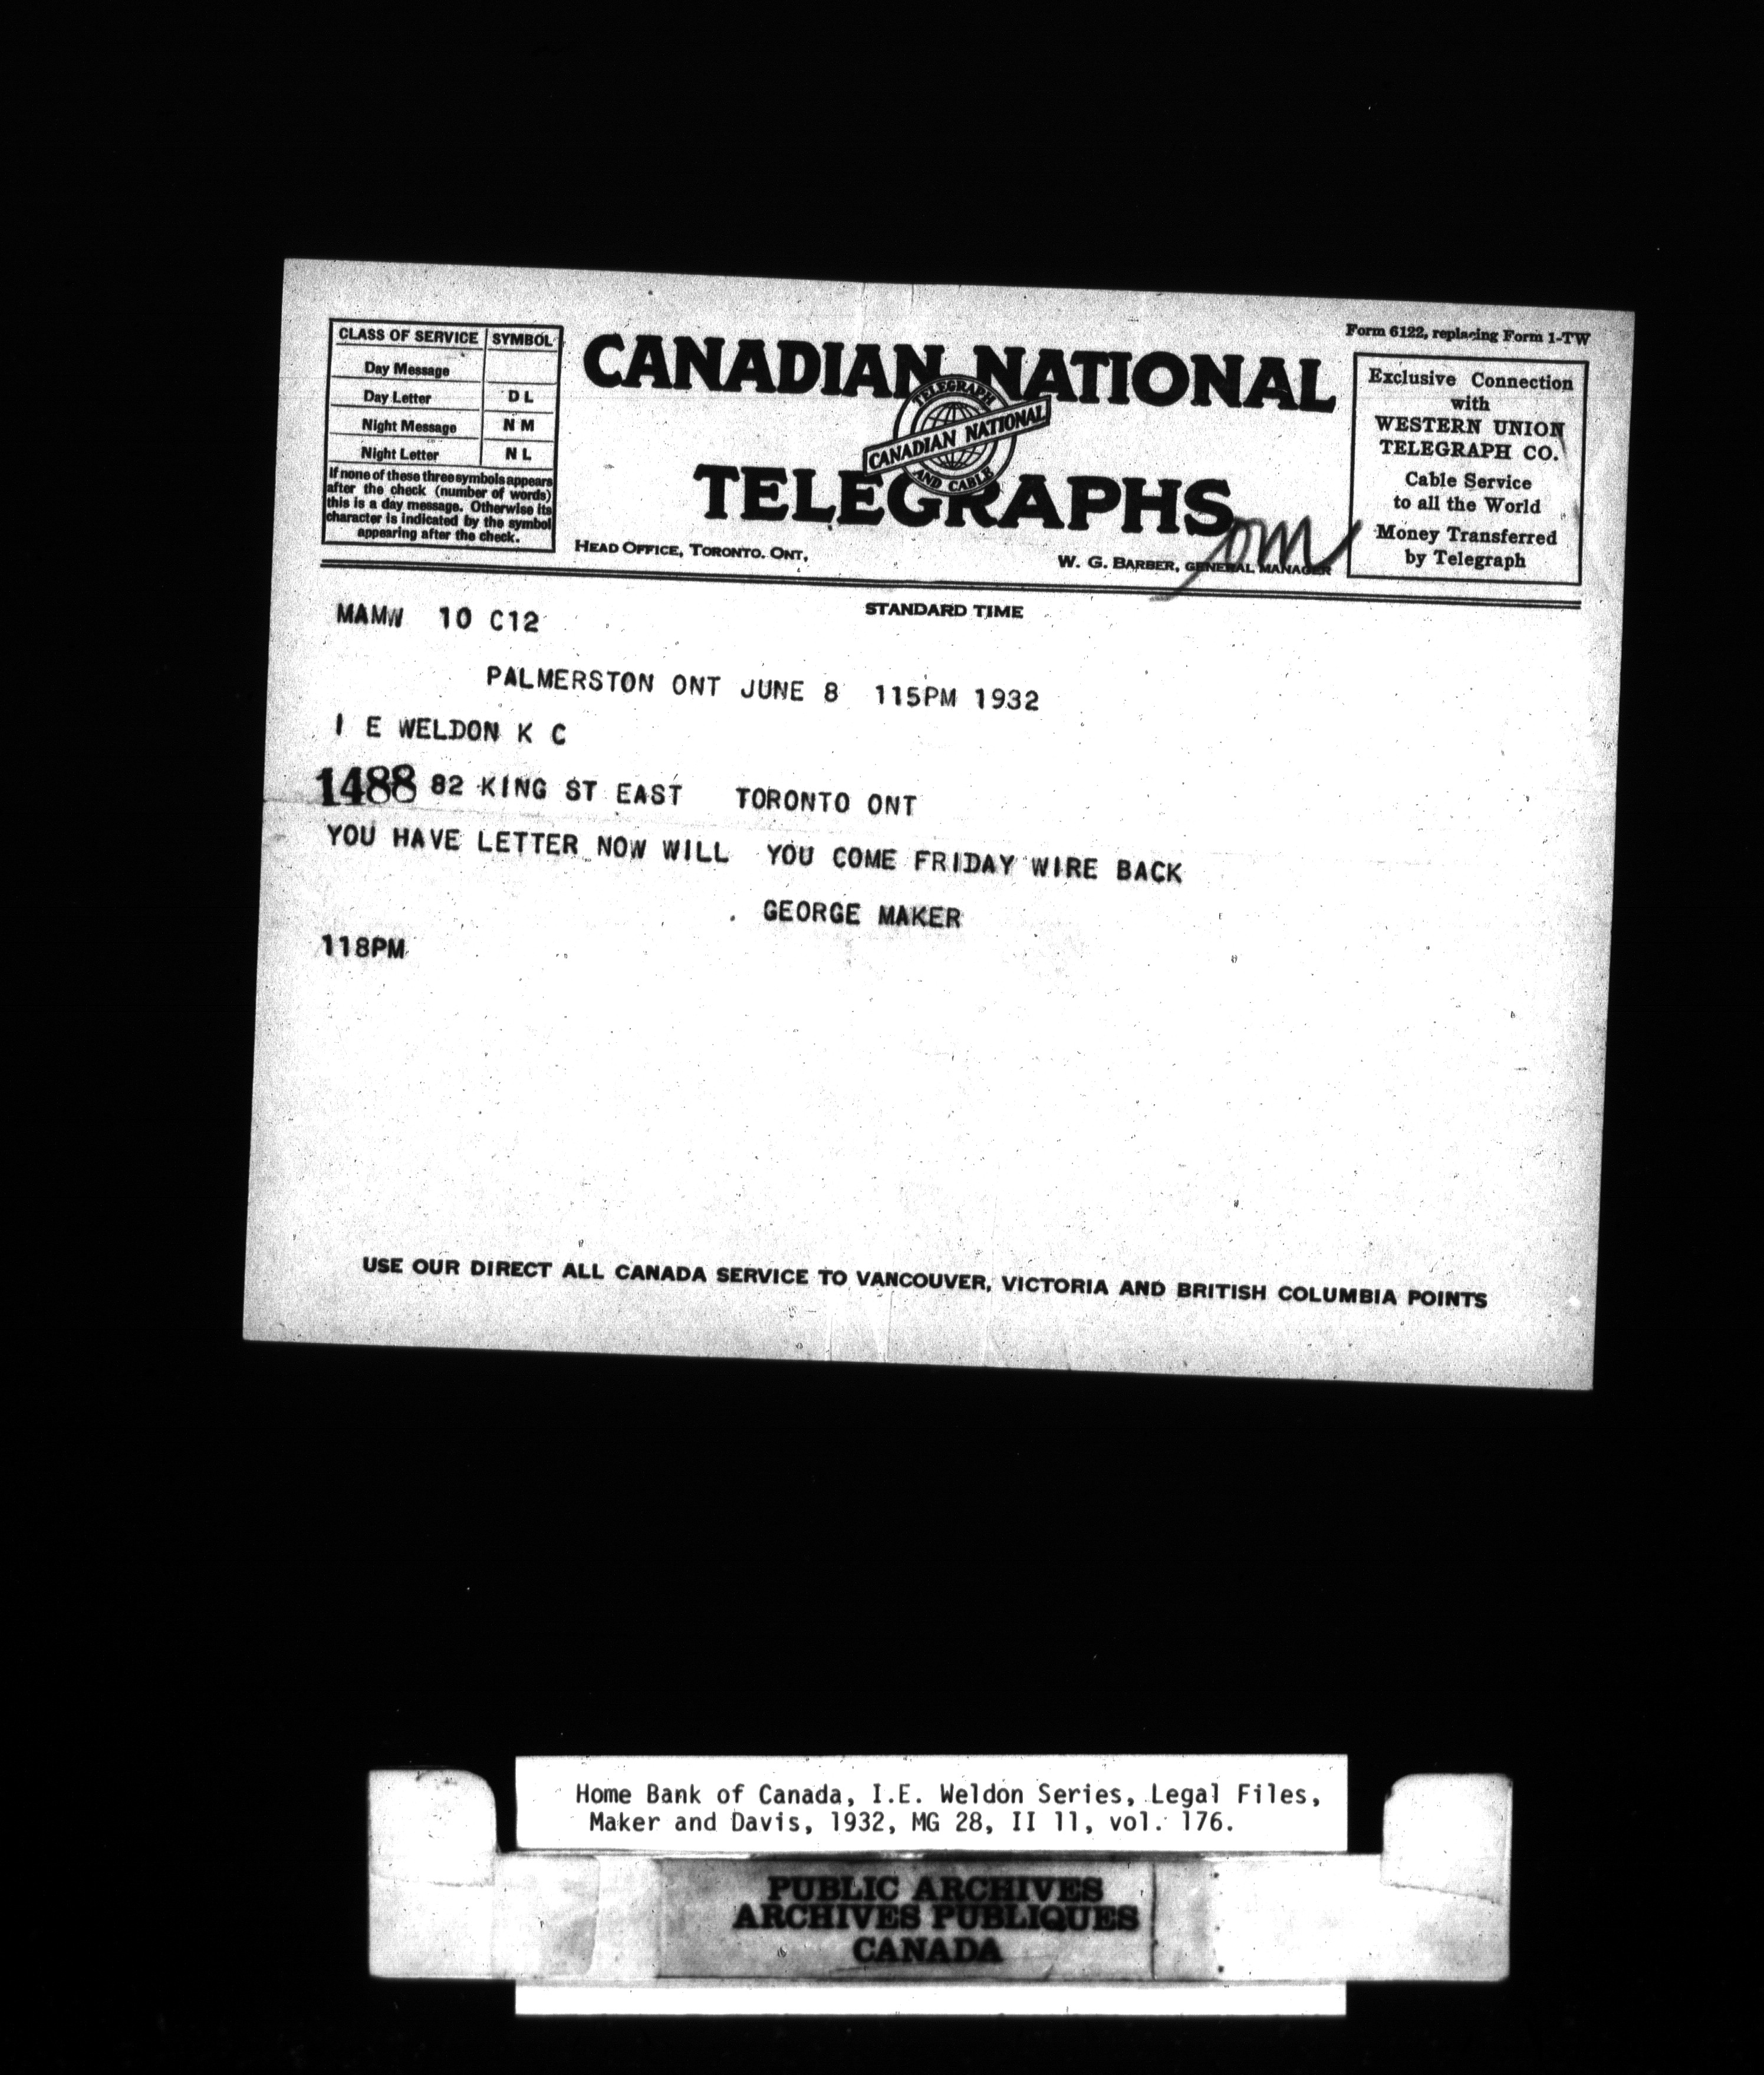 Form 6122, replacing Form 1-TW
CLASS OF SERVICE SYMBOL
Day Message
Day Letter D L
Night Message N M
Night Letter N L
If none of these three symbols appears
after the check (number of words)
this is a day message. Otherwise its
character is indicated by the symbol
appearing after the check.
CANADIAN NATIONAL
TELEGRAPH
CANADIAN NATIONAL
AND CABLE
TELEGRAPHS
HEAD OFFICE, TORONTO. ONT,
W. G. BARBER, GENERAL MANAGER
Exclusive Connection
with
WESTERN UNION
TELEGRAPH CO.
Cable Service
to all the World
Money Transferred
by Telegraph
STANDARD TIME
MAMW 10 C12
PALMERSTON ONT JUNE 8 115PM 1932
I E WELDON K C
1488 82 KING ST EAST TORONTO ONT
YOU HAVE LETTER NOW WILL YOU COME FRIDAY WIRE BACK
GEORGE MAKER
118PM
USE OUR DIRECT ALL CANADA SERVICE TO VANCOUVER, VICTORIA AND BRITISH COLUMBIA POINTS
Home Bank of Canada, I.E. Weldon Series, Legal Files,
Maker and Davis, 1932, MG 28, II 11, vol. 176.
PUBLIC ARCHIVES
ARCHIVES PUBLIQUES
CANADA